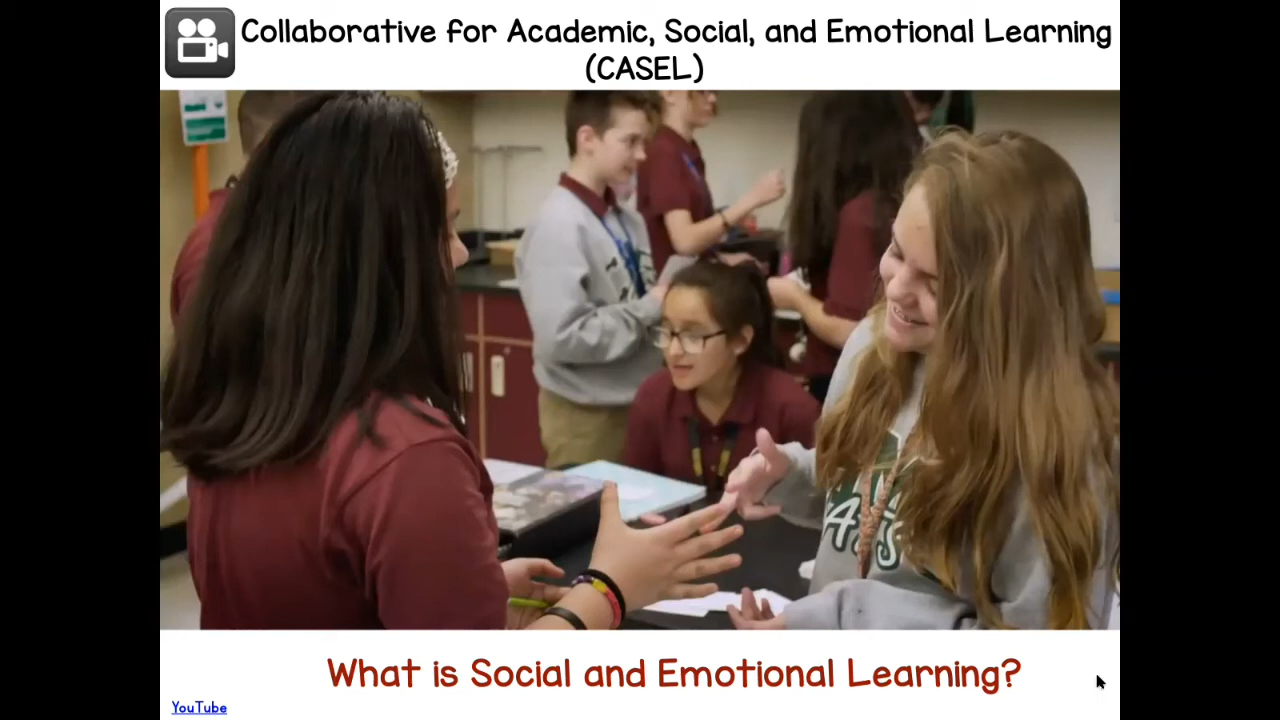 Collaborative for Academic, Social, and Emotional Learning
(CASEL)
What is Social and Emotional Learning?
YouTube